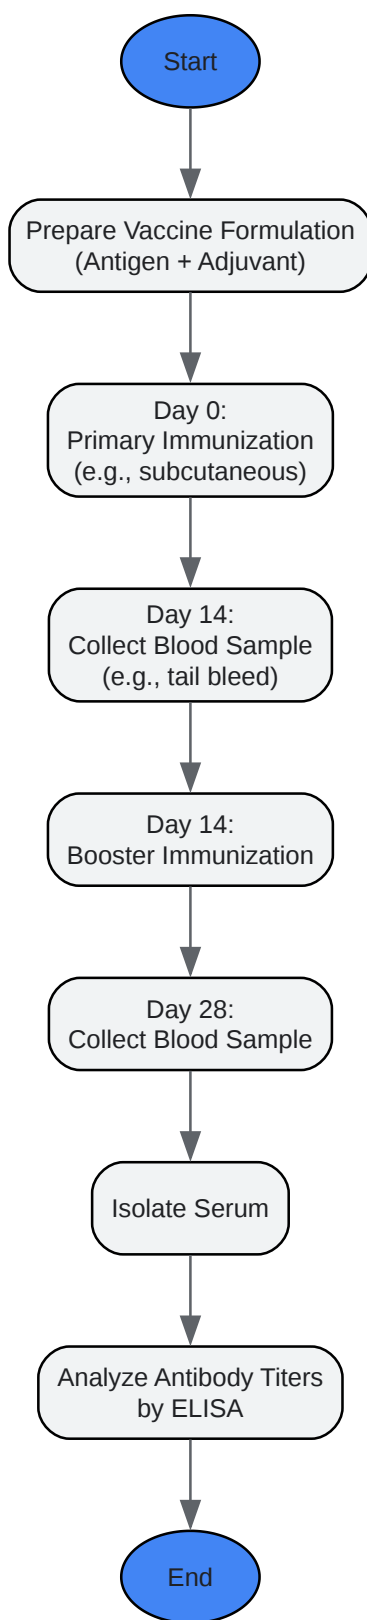 Start
Prepare Vaccine Formulation
(Antigen + Adjuvant)
Day 0:
Primary Immunization
(e.g., subcutaneous)
Day 14:
Collect Blood Sample
(e.g., tail bleed)
Day 14:
Booster Immunization
Day 28:
Collect Blood Sample
Isolate Serum
Analyze Antibody Titers
by ELISA
End